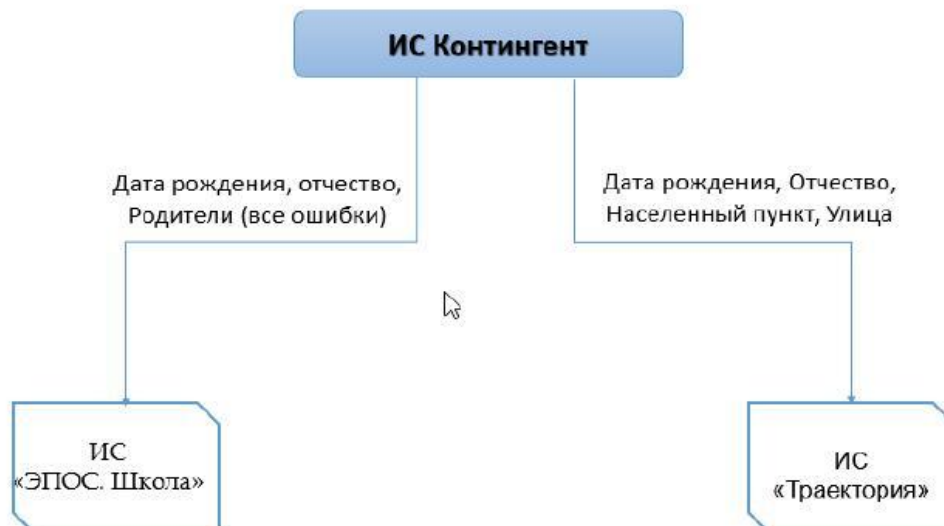 ИС Контингент
Дата рождения, отчество,
Родители (все ошибки)
Дата рождения, Отчество,
Населенный пункт, Улица
ИС
«ЭПОС. Школа»
ИС
«Траектория»